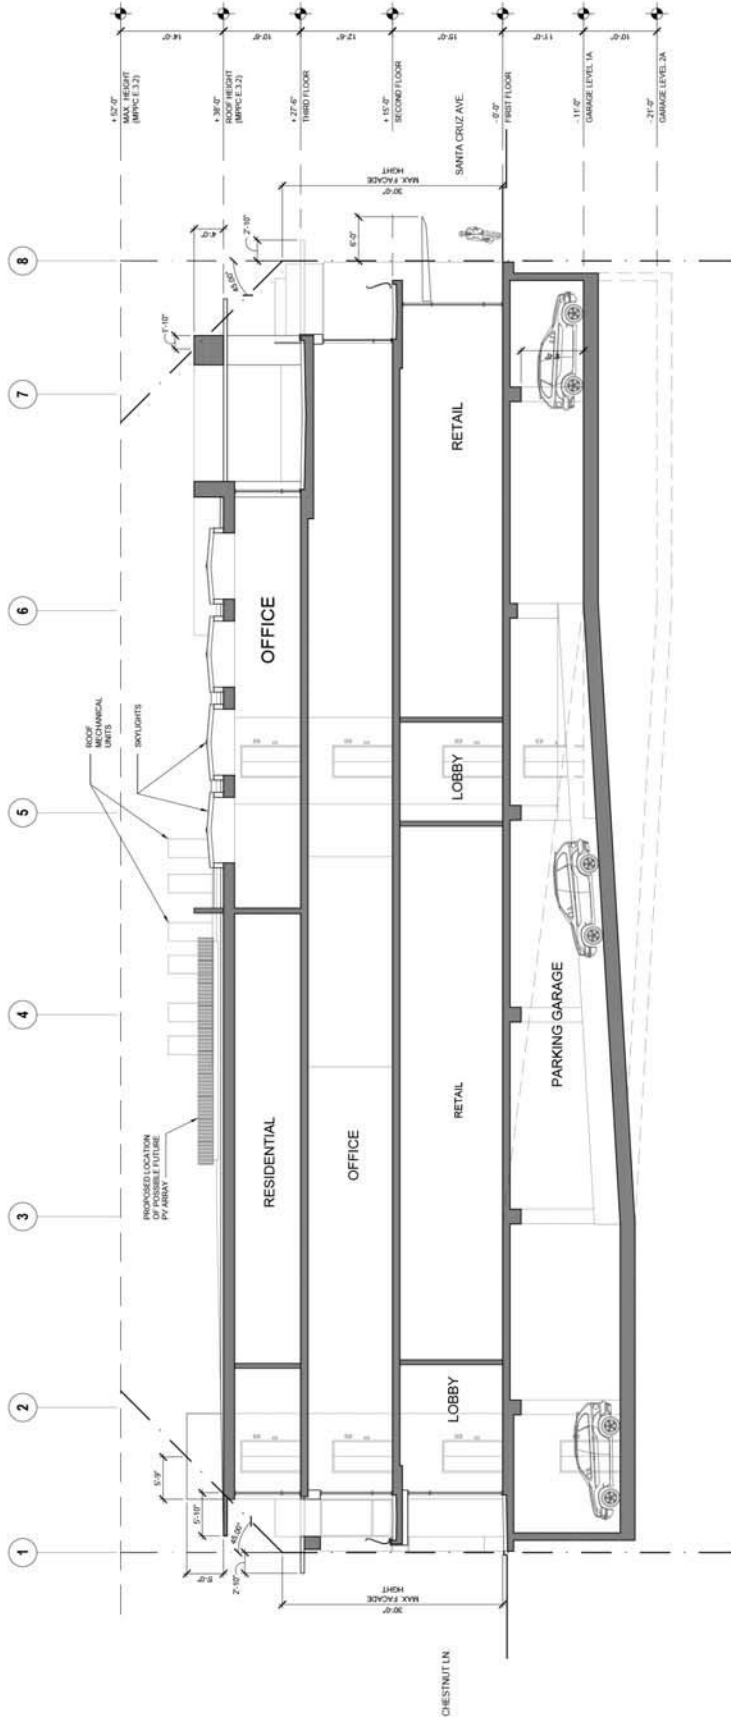 1
2
3
4
5
6
7
8
+ 52'-0"
MAX. HEIGHT
(MPPC E.3.2)
14'-0"
ROOF
MECHANICAL
UNITS
SKYLIGHTS
PROPOSED LOCATION
OF POSSIBLE FUTURE
PV ARRAY
5'-9"
5'-10"
45.00°
2'-10"
1'-10"
4'-0"
45.00°
2'-10"
+ 38'-0"
ROOF HEIGHT
(MPPC E.3.2)
10'-6"
RESIDENTIAL
OFFICE
+ 27'-6"
THIRD FLOOR
12'-6"
30'-0"
MAX. FACADE
HGHT
OFFICE
6'-0"
30'-0"
MAX. FACADE
HGHT
+ 15'-0"
SECOND FLOOR
15'-0"
CHESTNUT LN
LOBBY
RETAIL
LOBBY
RETAIL
SANTA CRUZ AVE.
- 0'-0"
FIRST FLOOR
11'-0"
PARKING GARAGE
- 11'-0"
GARAGE LEVEL 1A
10'-0"
- 21'-0"
GARAGE LEVEL 2A